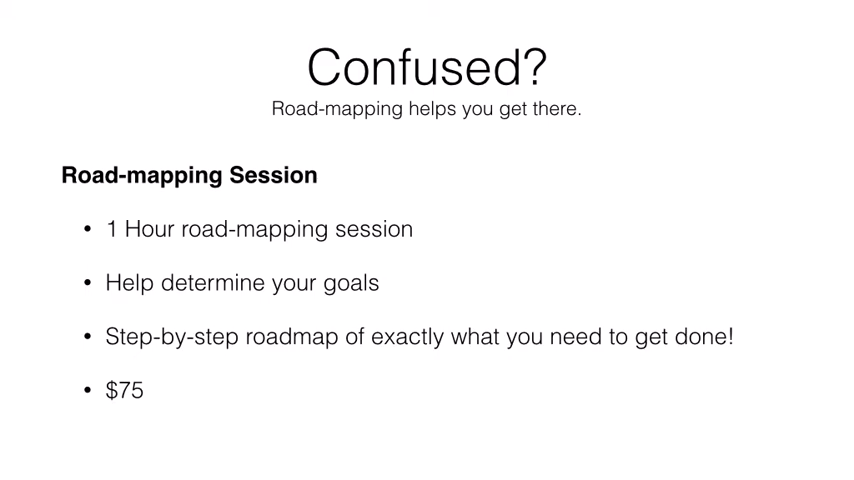 Confused?
Road-mapping helps you get there.
Road-mapping Session
• 1 Hour road-mapping session
• Help determine your goals
• Step-by-step roadmap of exactly what you need to get done!
• $75